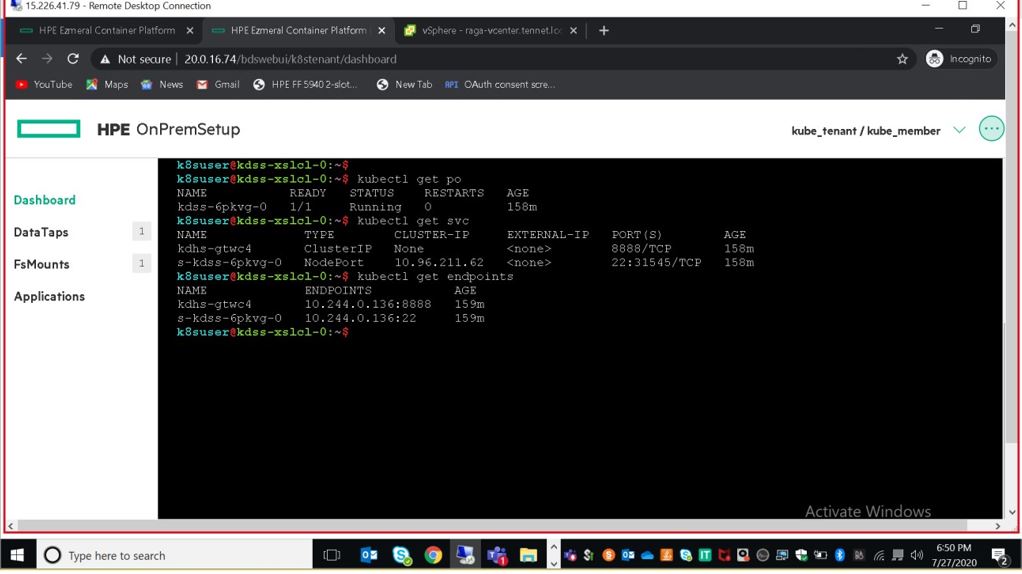 15.226.41.79 - Remote Desktop Connection
HPE Ezmeral Container Platform
HPE Ezmeral Container Platform
vSphere - raga-vcenter.tennet.lo
Not secure | 20.0.16.74/bdswebui/k8stenant/dashboard
Incognito
YouTube Maps News Gmail HPE FF 5940 2-slot... New Tab API OAuth consent scre...
HPE OnPremSetup
kube_tenant / kube_member
Dashboard
DataTaps 1
FsMounts 1
Applications
k8suser@kdss-xslcl-0:~$
k8suser@kdss-xslcl-0:~$ kubectl get po
NAME READY STATUS RESTARTS AGE
kdss-6pkvg-0 1/1 Running 0 158m
k8suser@kdss-xslcl-0:~$ kubectl get svc
NAME TYPE CLUSTER-IP EXTERNAL-IP PORT(S) AGE
kdhs-gtwc4 ClusterIP None <none> 8888/TCP 158m
s-kdss-6pkvg-0 NodePort 10.96.211.62 <none> 22:31545/TCP 158m
k8suser@kdss-xslcl-0:~$ kubectl get endpoints
NAME ENDPOINTS AGE
kdhs-gtwc4 10.244.0.136:8888 159m
s-kdss-6pkvg-0 10.244.0.136:22 159m
k8suser@kdss-xslcl-0:~$
Activate Windows
Type here to search
6:50 PM
7/27/2020
2